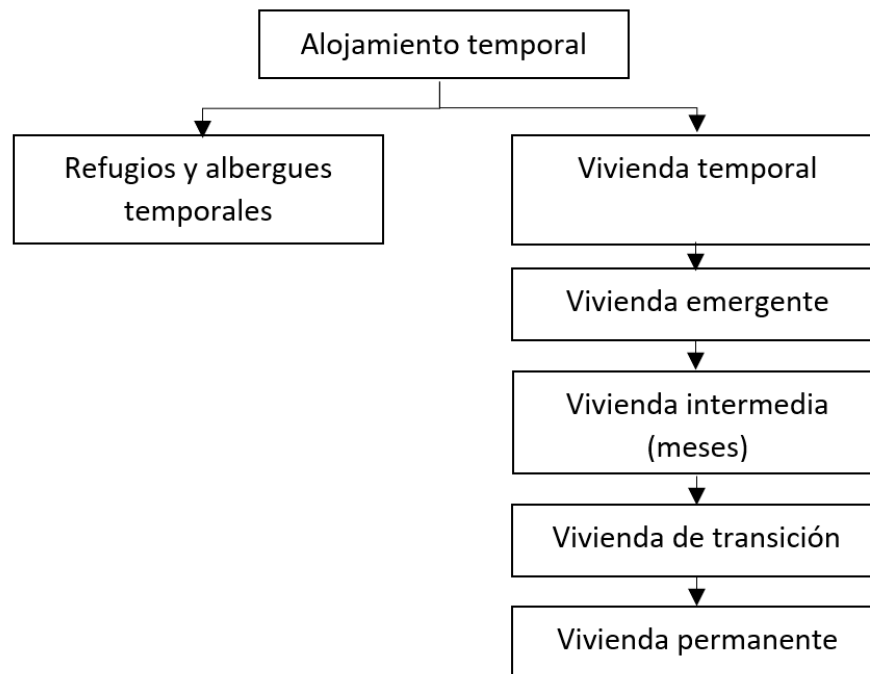 Alojamiento temporal
Refugios y albergues
temporales
Vivienda temporal
Vivienda emergente
Vivienda intermedia
(meses)
Vivienda de transición
Vivienda permanente